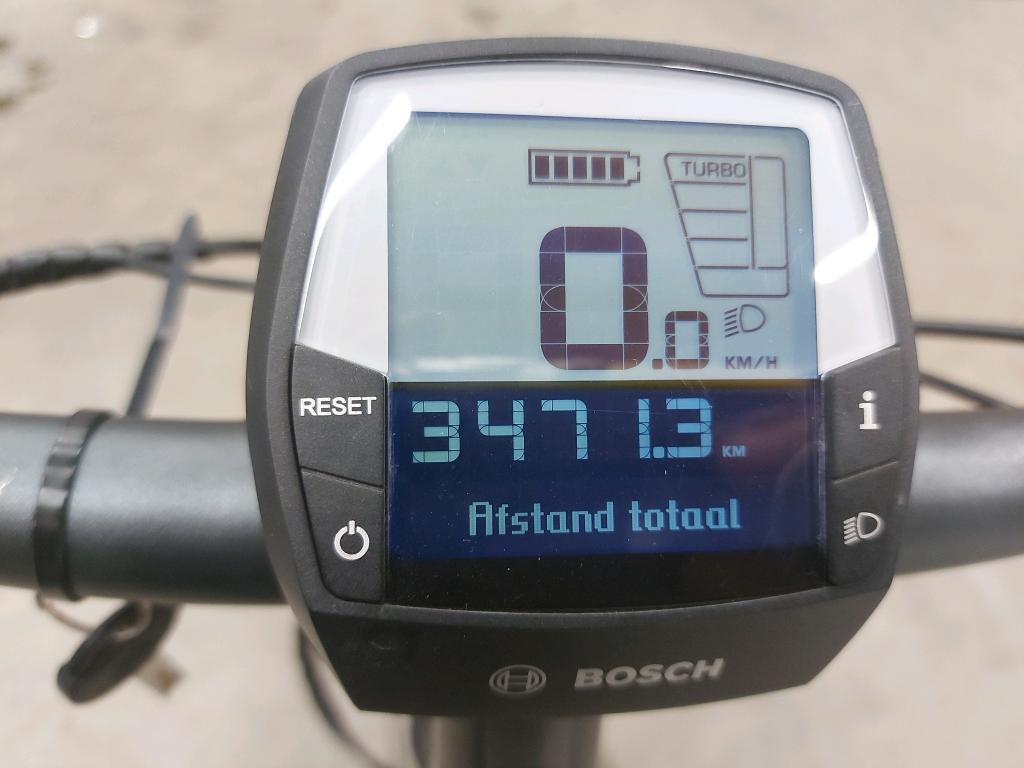 TURBO
0.0
KM/H
RESET
3471.3 KM
i
Afstand totaal
BOSCH